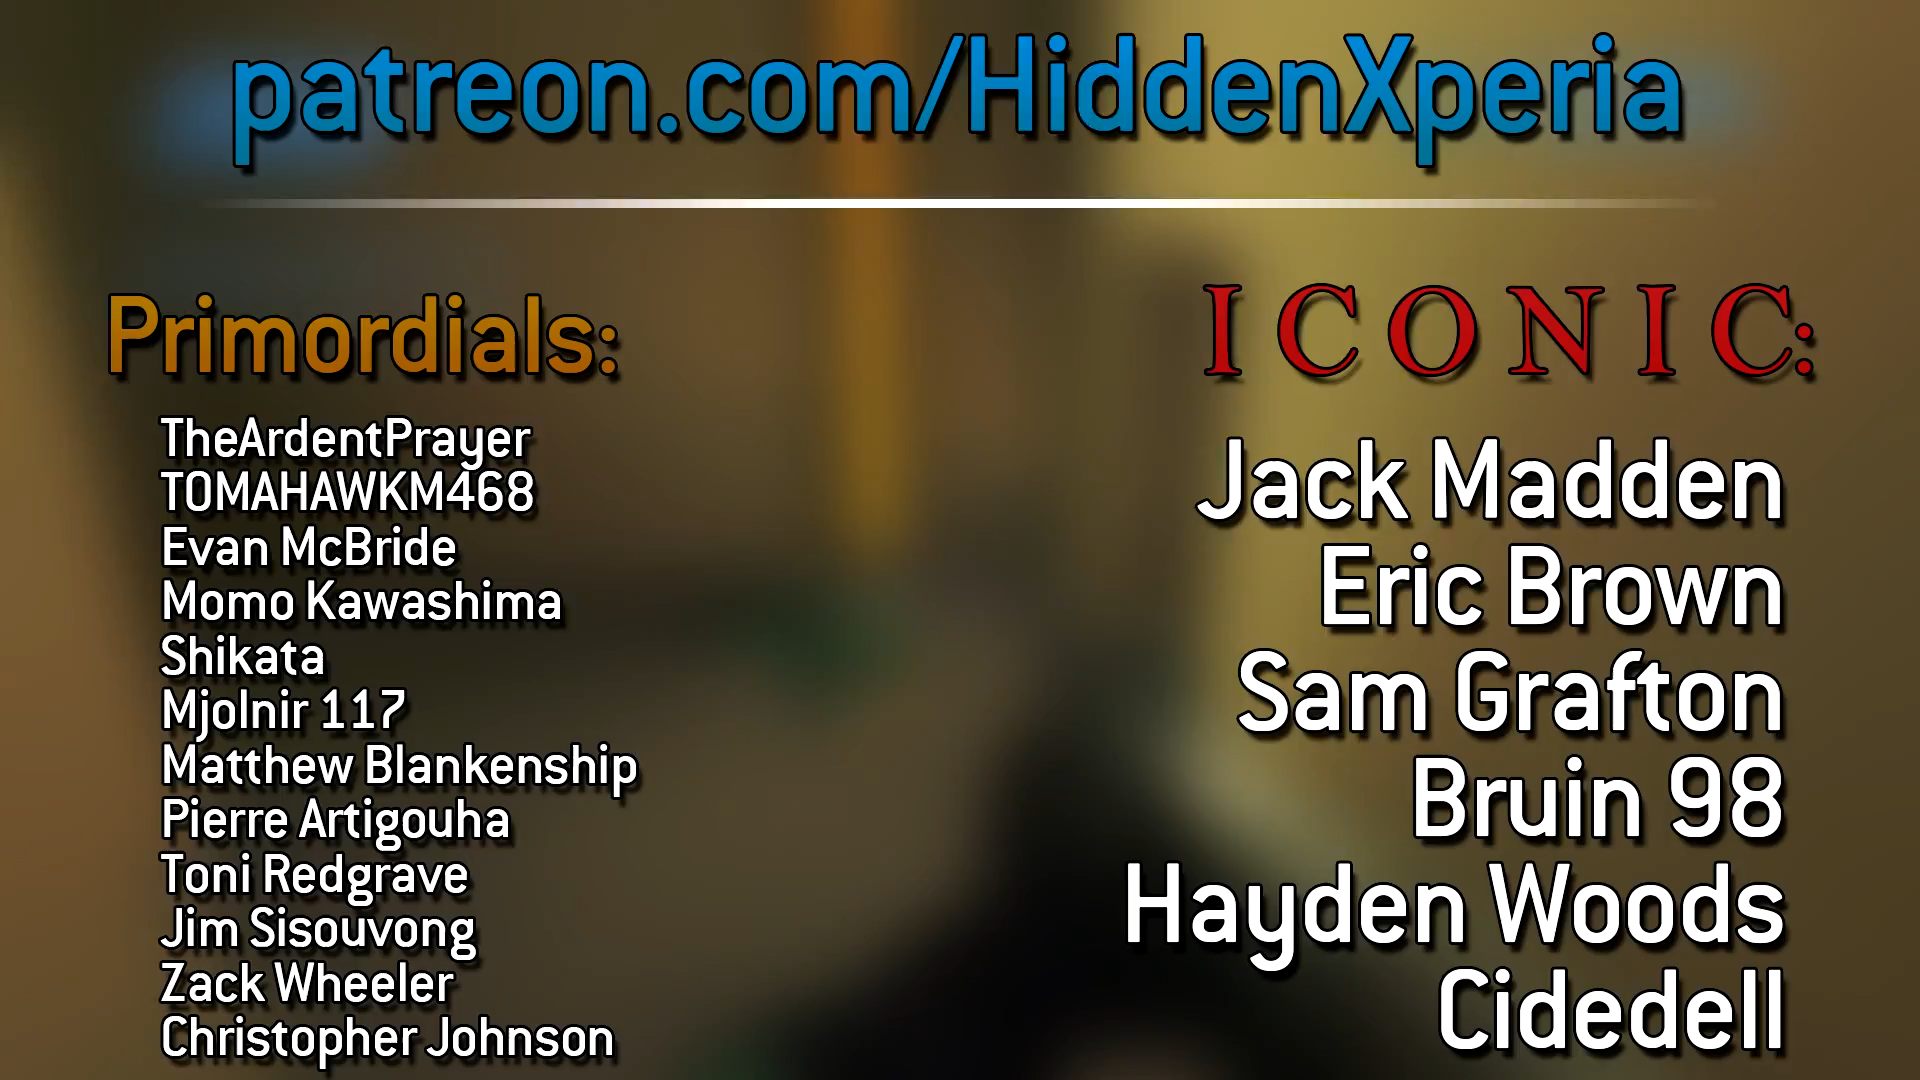 patreon.com/HiddenXperia
Primordials:
TheArdentPrayer
TOMAHAWKM468
Evan McBride
Momo Kawashima
Shikata
Mjolnir 117
Matthew Blankenship
Pierre Artigouha
Toni Redgrave
Jim Sisouvong
Zack Wheeler
Christopher Johnson
I C O N I C:
Jack Madden
Eric Brown
Sam Grafton
Bruin 98
Hayden Woods
Cidedell